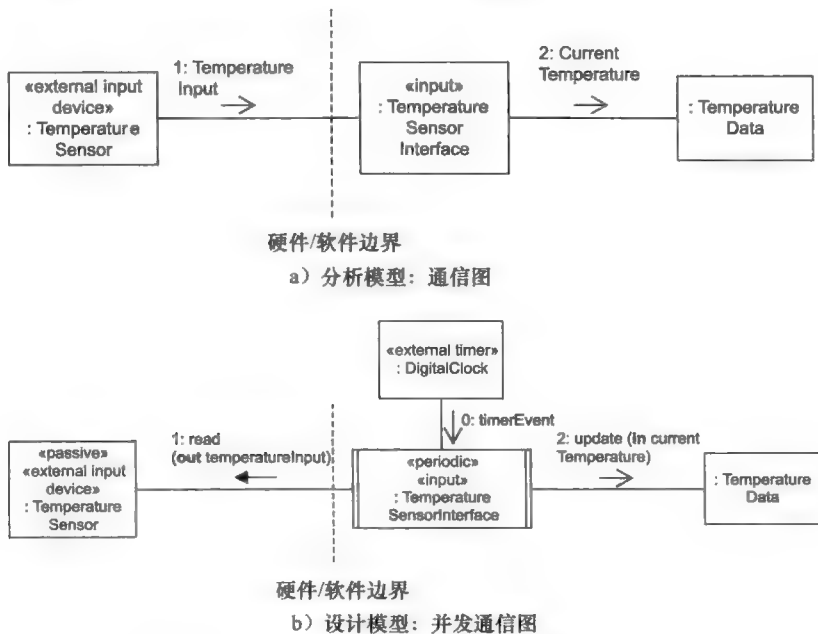 1: Temperature
Input
2: Current
Temperature
«external input
device»
: Temperature
Sensor
«input»
: Temperature
Sensor
Interface
: Temperature
Data
硬件/软件边界
a）分析模型：通信图
«external timer»
: DigitalClock
0: timerEvent
1: read
(out temperatureInput)
2: update (in current
Temperature)
«passive»
«external input
device»
: Temperature
Sensor
«periodic»
«input»
: Temperature
SensorInterface
: Temperature
Data
硬件/软件边界
b）设计模型：并发通信图